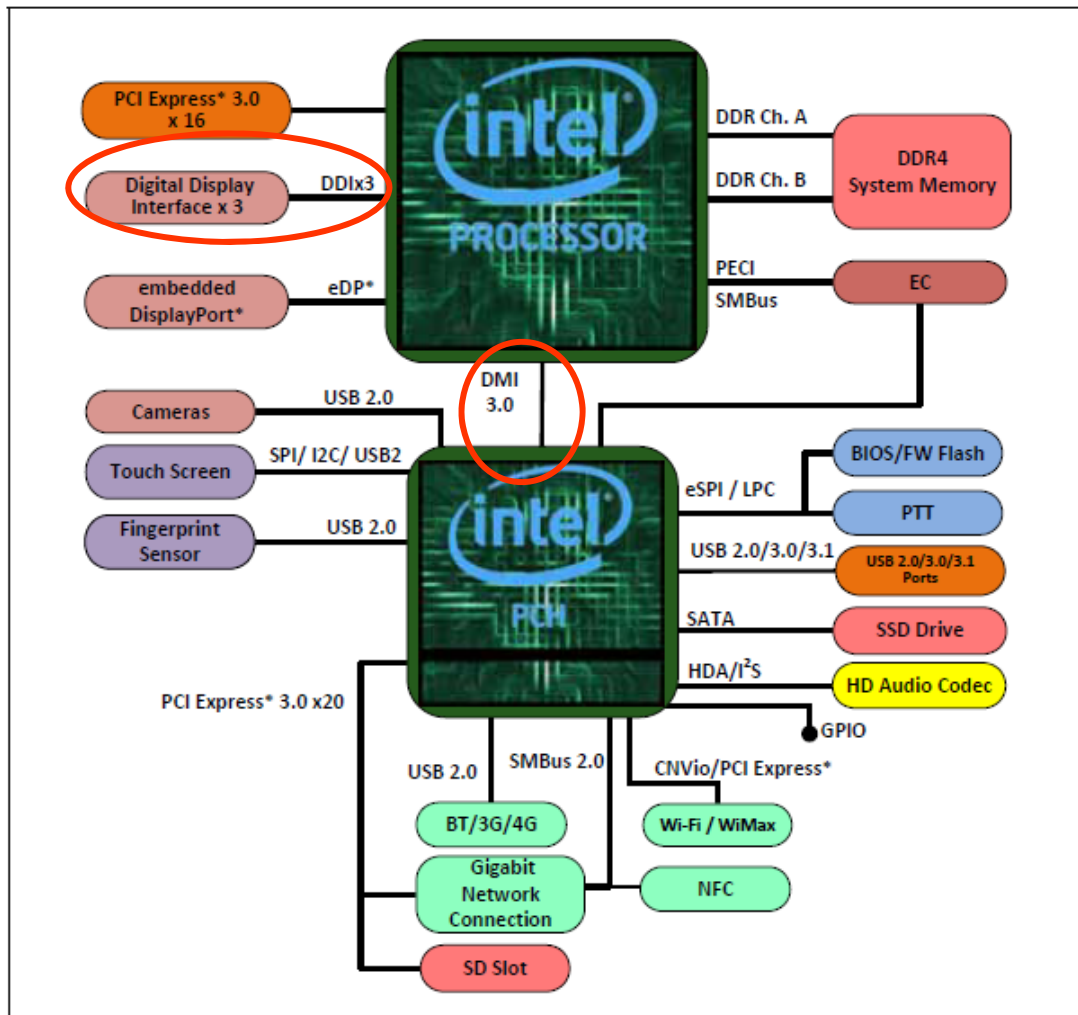 PCI Express* 3.0
x 16
Digital Display
Interface x 3
DDIx3
embedded
DisplayPort*
eDP*
intel®
PROCESSOR
DDR Ch. A
DDR Ch. B
DDR4
System Memory
PECI
SMBus
EC
DMI
3.0
Cameras
USB 2.0
Touch Screen
SPI/ I2C/ USB2
Fingerprint
Sensor
USB 2.0
intel®
PCH
eSPI / LPC
BIOS/FW Flash
PTT
USB 2.0/3.0/3.1
USB 2.0/3.0/3.1
Ports
SATA
SSD Drive
HDA/I²S
HD Audio Codec
GPIO
PCI Express* 3.0 x20
USB 2.0
SMBus 2.0
CNVio/PCI Express*
BT/3G/4G
Wi-Fi / WiMax
Gigabit
Network
Connection
NFC
SD Slot